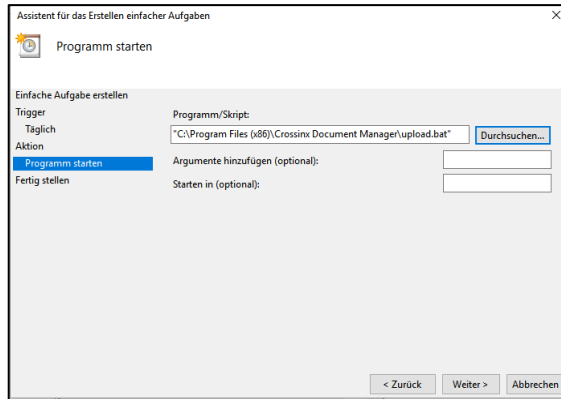 Assistent für das Erstellen einfacher Aufgaben
Programm starten
Einfache Aufgabe erstellen
Trigger
Täglich
Aktion
Programm starten
Fertig stellen
Programm/Skript:
"C:\Program Files (x86)\Crossinx Document Manager\upload.bat"
Durchsuchen...
Argumente hinzufügen (optional):
Starten in (optional):
< Zurück
Weiter >
Abbrechen